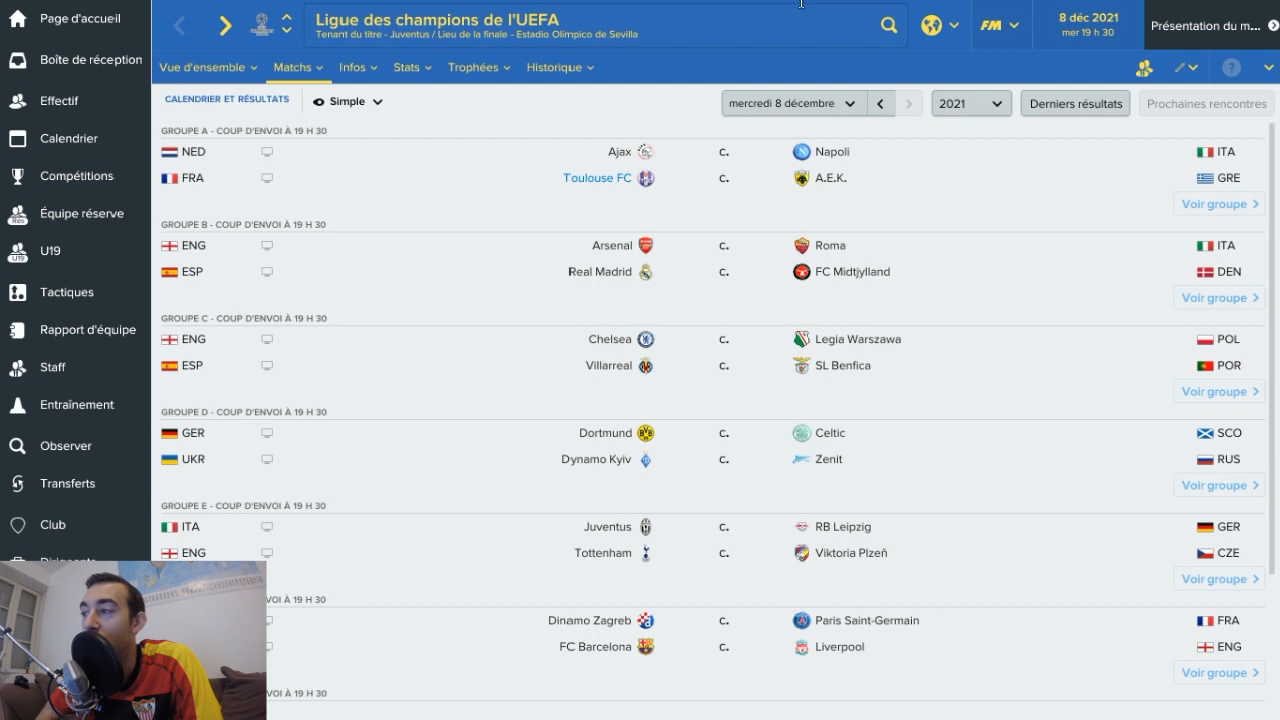 Page d'accueil
Boîte de réception
Effectif
Calendrier
Compétitions
Équipe réserve
U19
Tactiques
Rapport d'équipe
Staff
Entraînement
Observer
Transferts
Club
Ligue des champions de l'UEFA
Tenant du titre - Juventus / Lieu de la finale - Estadio Olímpico de Sevilla
FM
8 déc 2021
mer 19 h 30
Présentation du m...
Vue d'ensemble
Matchs
Infos
Stats
Trophées
Historique
?
CALENDRIER ET RÉSULTATS
Simple
mercredi 8 décembre
2021
Derniers résultats
Prochaines rencontres
GROUPE A - COUP D'ENVOI À 19 H 30
NED Ajax c. Napoli ITA
FRA Toulouse FC c. A.E.K. GRE
Voir groupe
GROUPE B - COUP D'ENVOI À 19 H 30
ENG Arsenal c. Roma ITA
ESP Real Madrid c. FC Midtjylland DEN
Voir groupe
GROUPE C - COUP D'ENVOI À 19 H 30
ENG Chelsea c. Legia Warszawa POL
ESP Villarreal c. SL Benfica POR
Voir groupe
GROUPE D - COUP D'ENVOI À 19 H 30
GER Dortmund c. Celtic SCO
UKR Dynamo Kyiv c. Zenit RUS
Voir groupe
GROUPE E - COUP D'ENVOI À 19 H 30
ITA Juventus c. RB Leipzig GER
ENG Tottenham c. Viktoria Plzeň CZE
Voir groupe
VOI À 19 H 30
Dinamo Zagreb c. Paris Saint-Germain FRA
FC Barcelona c. Liverpool ENG
Voir groupe
VOI À 19 H 30